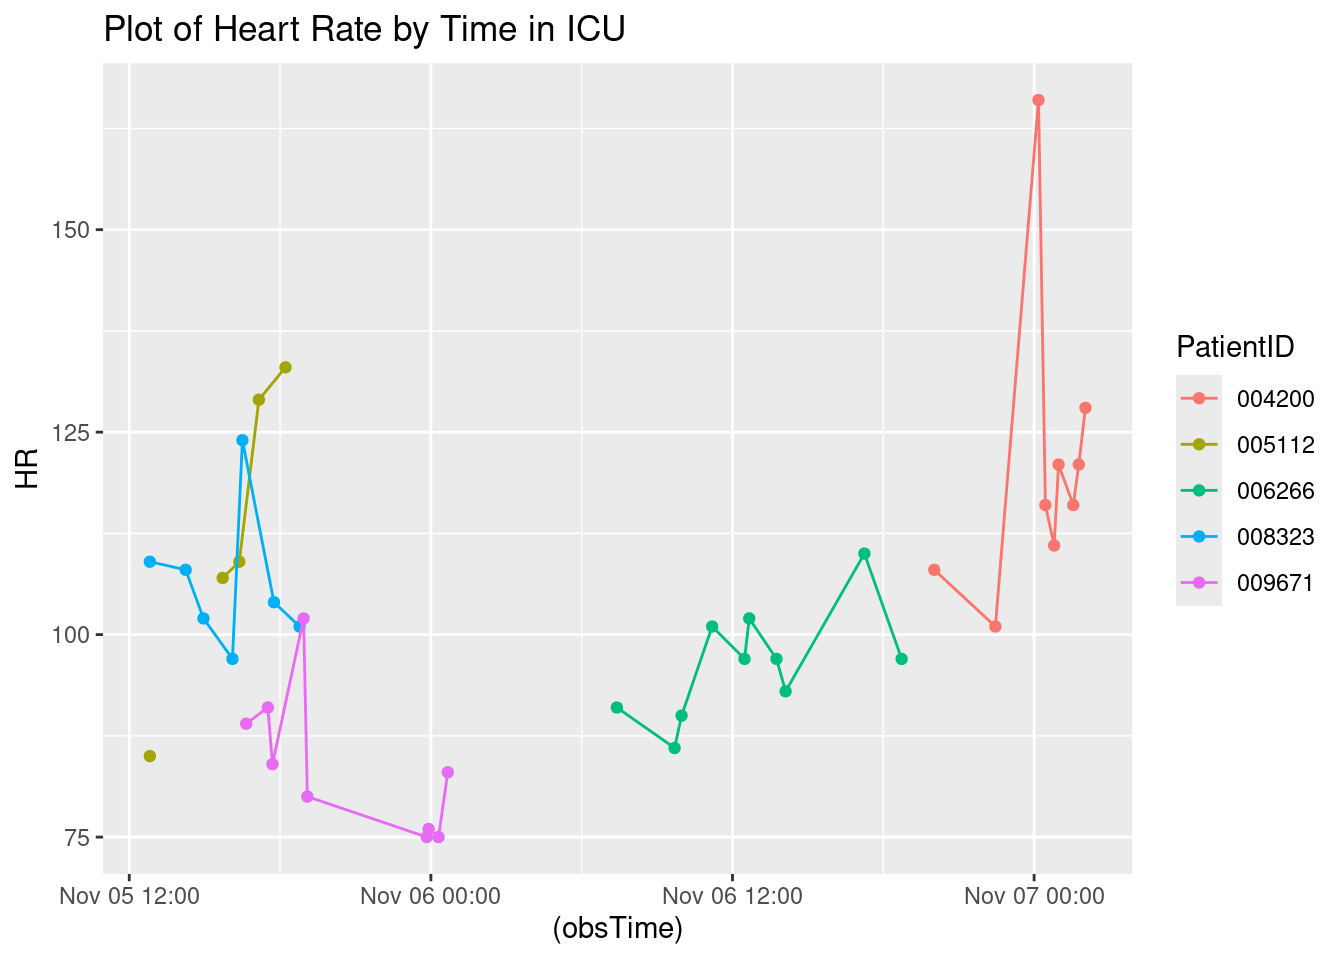 Plot of Heart Rate by Time in ICU
HR
150
125
100
75
Nov 05 12:00
Nov 06 00:00
Nov 06 12:00
Nov 07 00:00
(obsTime)
PatientID
004200
005112
006266
008323
009671